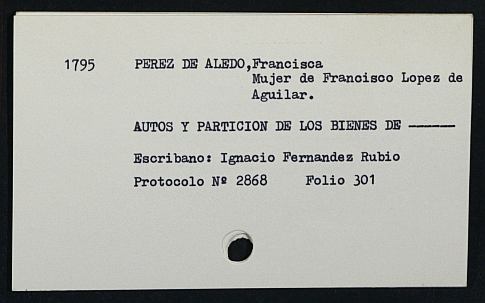 1795 PEREZ DE ALEDO,Francisca
Mujer de Francisco Lopez de
Aguilar.
AUTOS Y PARTICION DE LOS BIENES DE ------
Escribano: Ignacio Fernandez Rubio
Protocolo Nº 2868 Folio 301